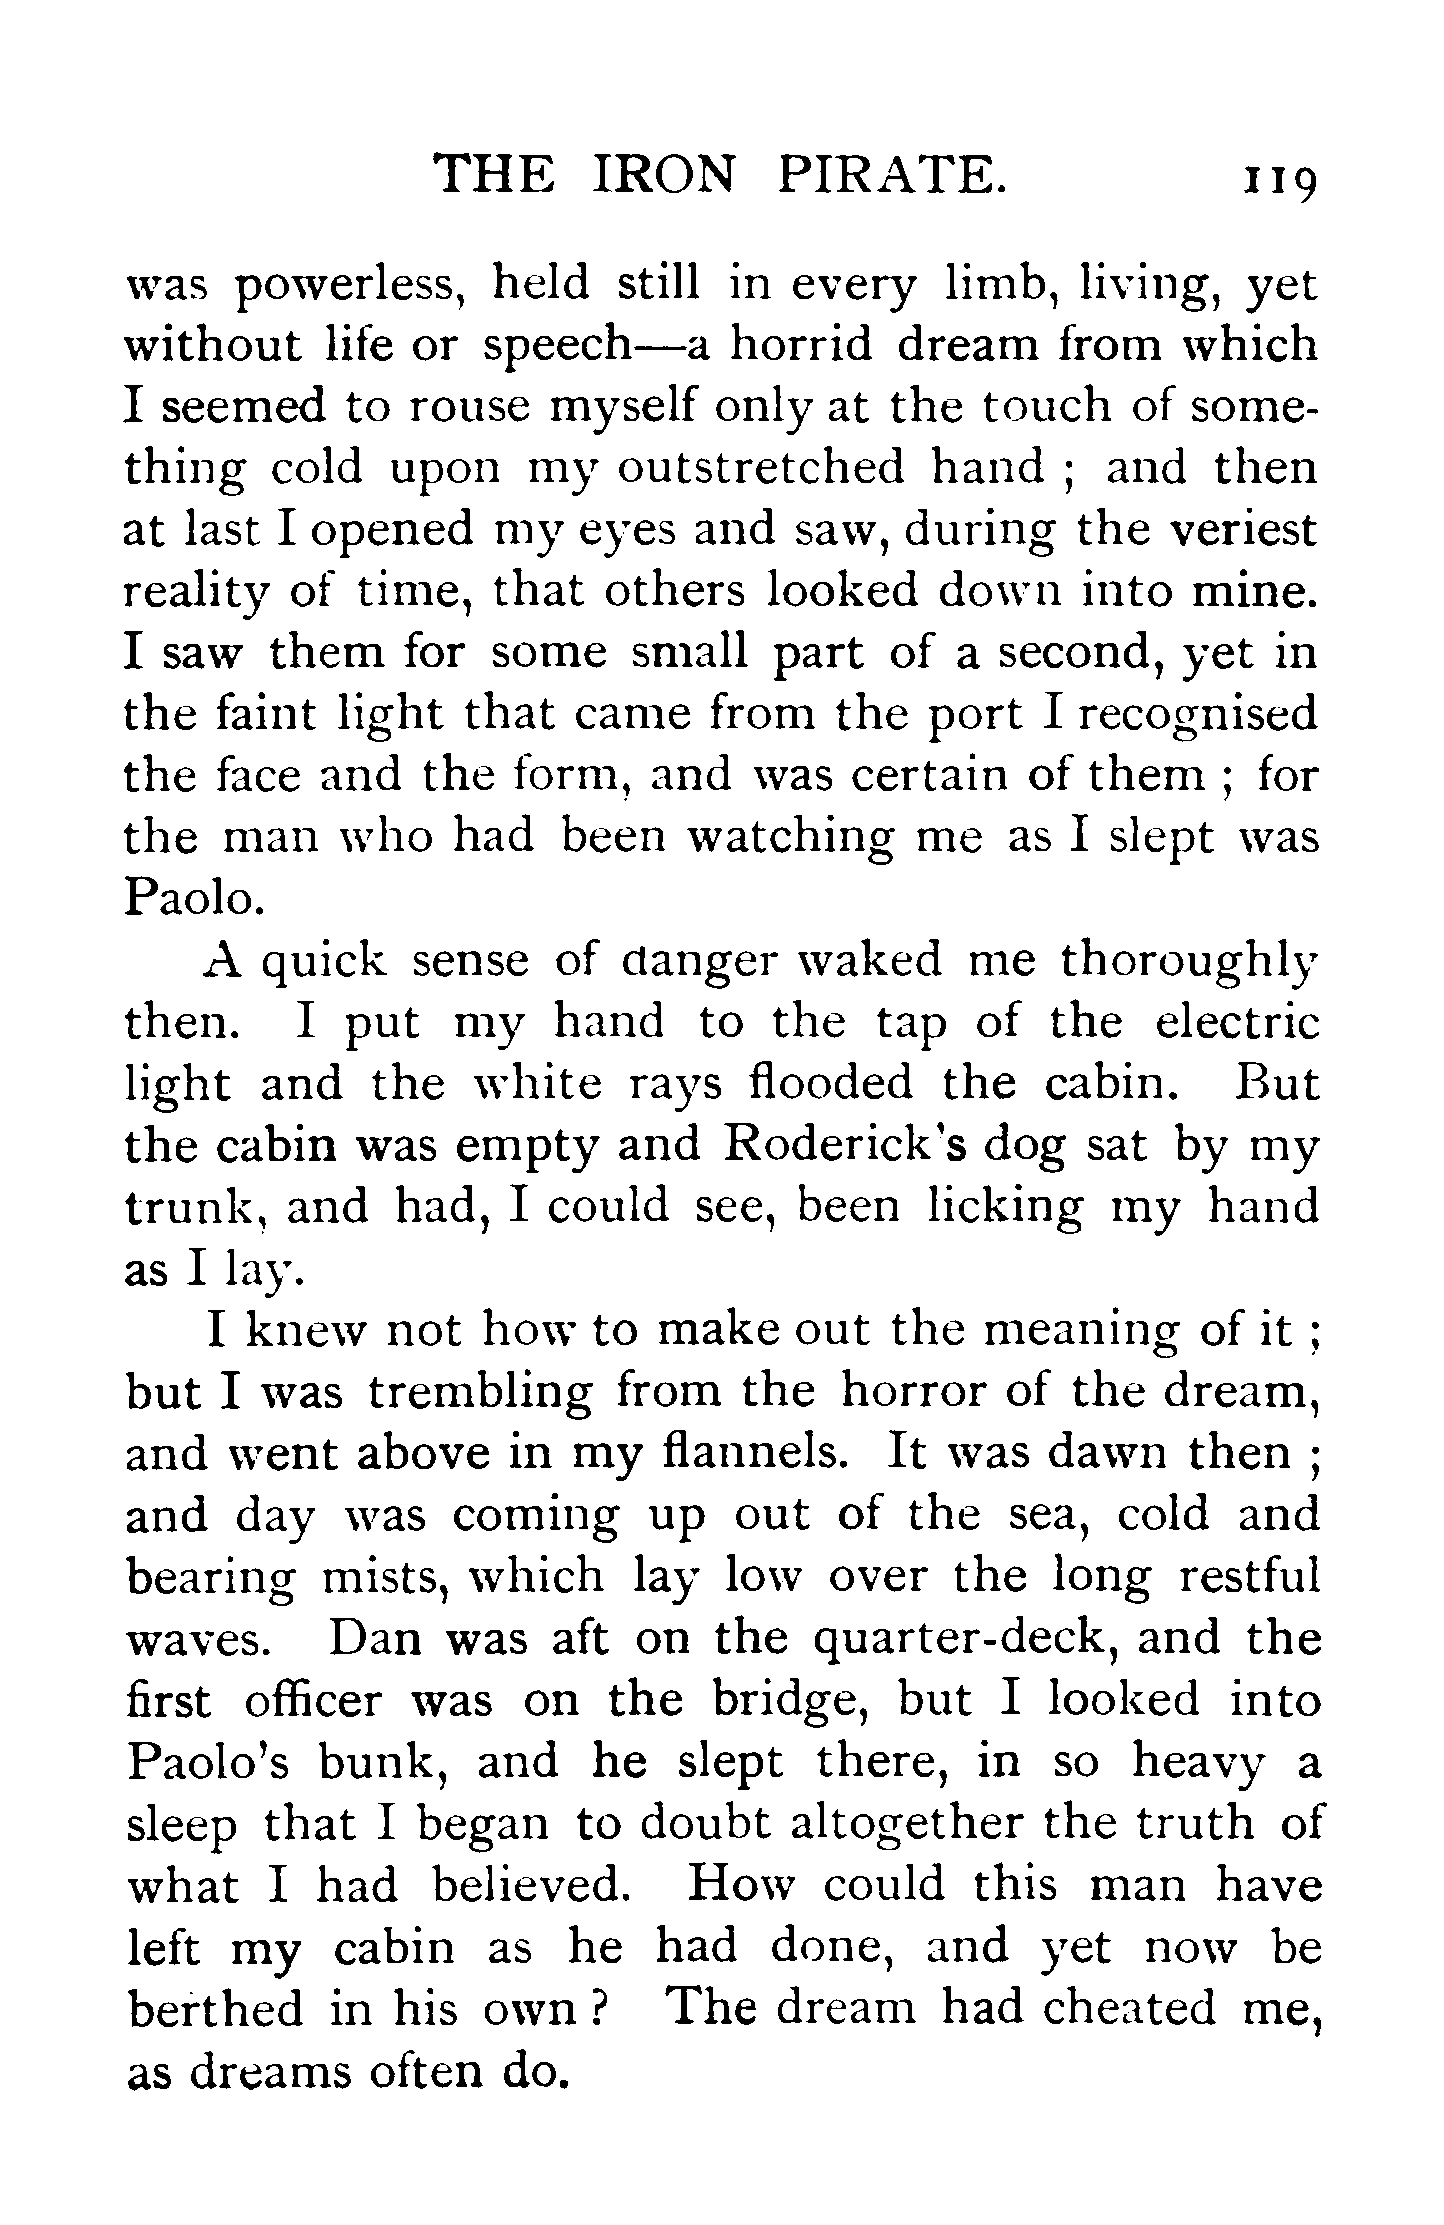 THE IRON PIRATE. 119
was powerless, held still in every limb, living, yet
without life or speech—a horrid dream from which
I seemed to rouse myself only at the touch of some-
thing cold upon my outstretched hand ; and then
at last I opened my eyes and saw, during the veriest
reality of time, that others looked down into mine.
I saw them for some small part of a second, yet in
the faint light that came from the port I recognised
the face and the form, and was certain of them ; for
the man who had been watching me as I slept was
Paolo.
A quick sense of danger waked me thoroughly
then. I put my hand to the tap of the electric
light and the white rays flooded the cabin. But
the cabin was empty and Roderick's dog sat by my
trunk, and had, I could see, been licking my hand
as I lay.
I knew not how to make out the meaning of it ;
but I was trembling from the horror of the dream,
and went above in my flannels. It was dawn then ;
and day was coming up out of the sea, cold and
bearing mists, which lay low over the long restful
waves. Dan was aft on the quarter-deck, and the
first officer was on the bridge, but I looked into
Paolo's bunk, and he slept there, in so heavy a
sleep that I began to doubt altogether the truth of
what I had believed. How could this man have
left my cabin as he had done, and yet now be
berthed in his own ? The dream had cheated me,
as dreams often do.